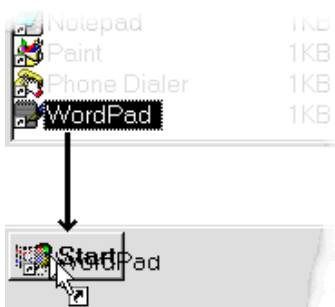 Notepad 1KB
Paint 1KB
Phone Dialer 1KB
WordPad 1KB
Start
WordPad